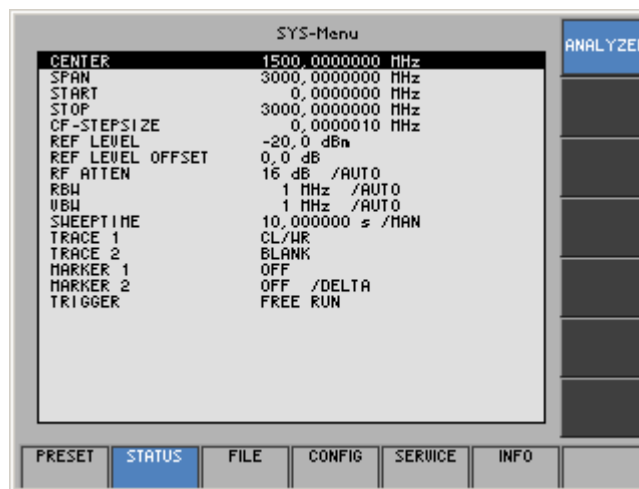 SYS-Menu
ANALYZER
CENTER 1500,0000000 MHz
SPAN 3000,0000000 MHz
START 0,0000000 MHz
STOP 3000,0000000 MHz
CF-STEPSIZE 0,0000010 MHz
REF LEVEL -20,0 dBm
REF LEVEL OFFSET 0,0 dB
RF ATTEN 16 dB /AUTO
RBW 1 MHz /AUTO
VBW 1 MHz /AUTO
SWEEPTIME 10,000000 s /MAN
TRACE 1 CL/WR
TRACE 2 BLANK
MARKER 1 OFF
MARKER 2 OFF /DELTA
TRIGGER FREE RUN
PRESET STATUS FILE CONFIG SERVICE INFO